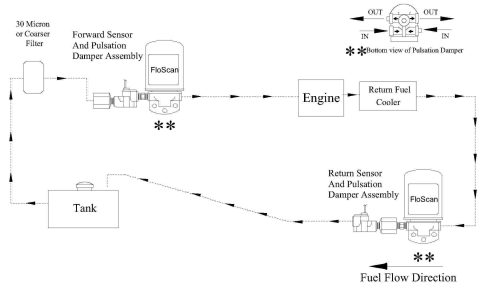 30 Micron
or Coarser
Filter
Forward Sensor
And Pulsation
Damper Assembly
FloScan
**
OUT OUT
IN IN
**Bottom view of Pulsation Damper
Engine
Return Fuel
Cooler
Tank
Return Sensor
And Pulsation
Damper Assembly
FloScan
**
Fuel Flow Direction